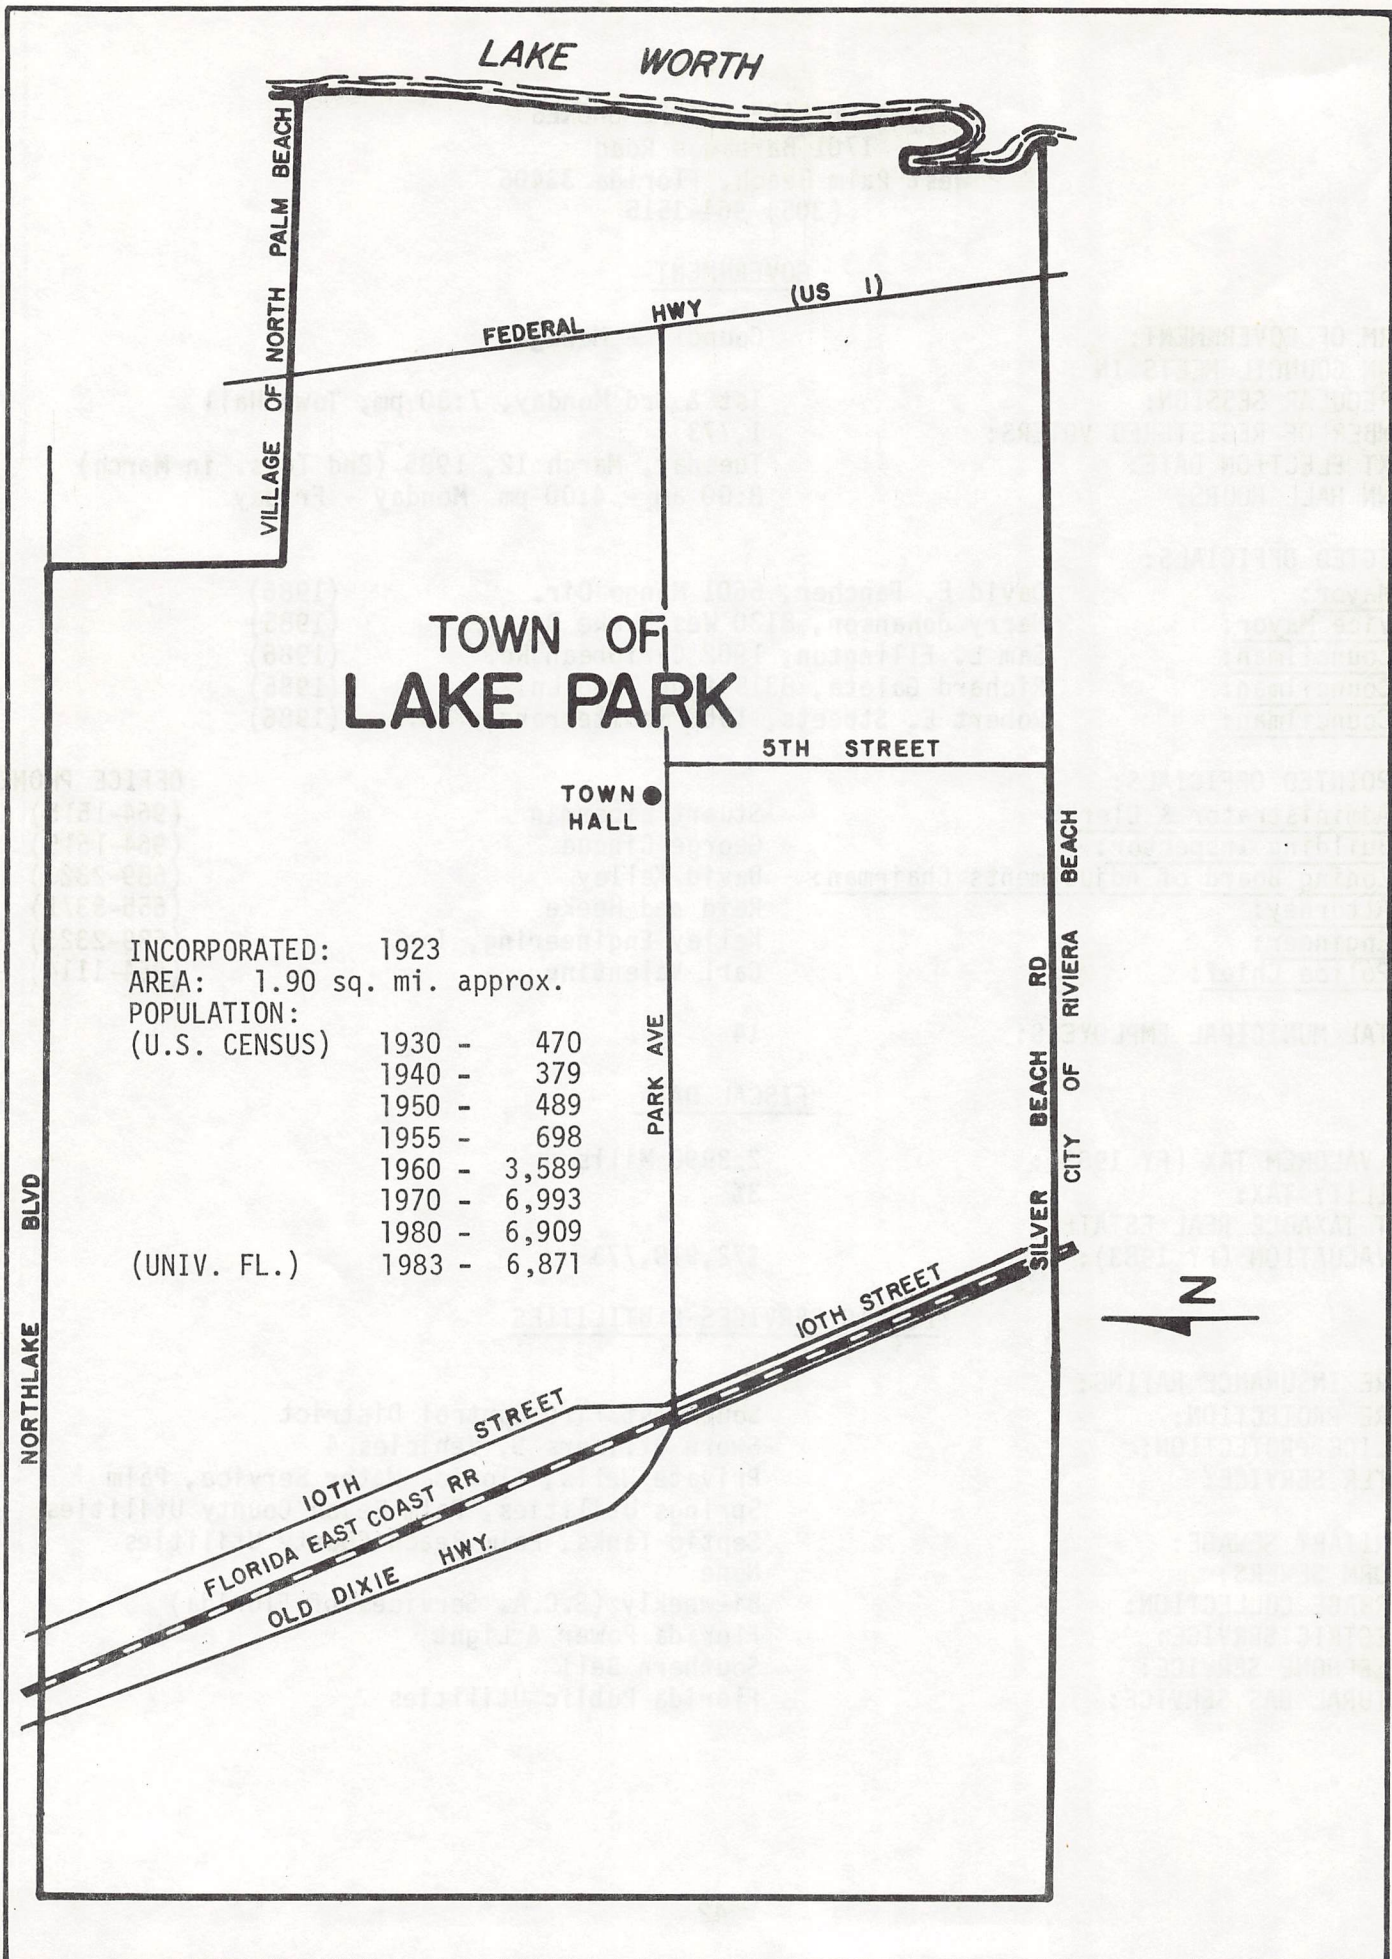 LAKE WORTH
VILLAGE OF NORTH PALM BEACH
FEDERAL HWY (US 1)
TOWN OF
LAKE PARK
5TH STREET
TOWN
HALL
INCORPORATED: 1923
AREA: 1.90 sq. mi. approx.
POPULATION:
(U.S. CENSUS) 1930 - 470
1940 - 379
1950 - 489
1955 - 698
1960 - 3,589
1970 - 6,993
1980 - 6,909
(UNIV. FL.) 1983 - 6,871
PARK AVE
SILVER BEACH RD
CITY OF RIVIERA BEACH
NORTHLAKE BLVD
10TH STREET
10TH STREET
FLORIDA EAST COAST RR
OLD DIXIE HWY
N